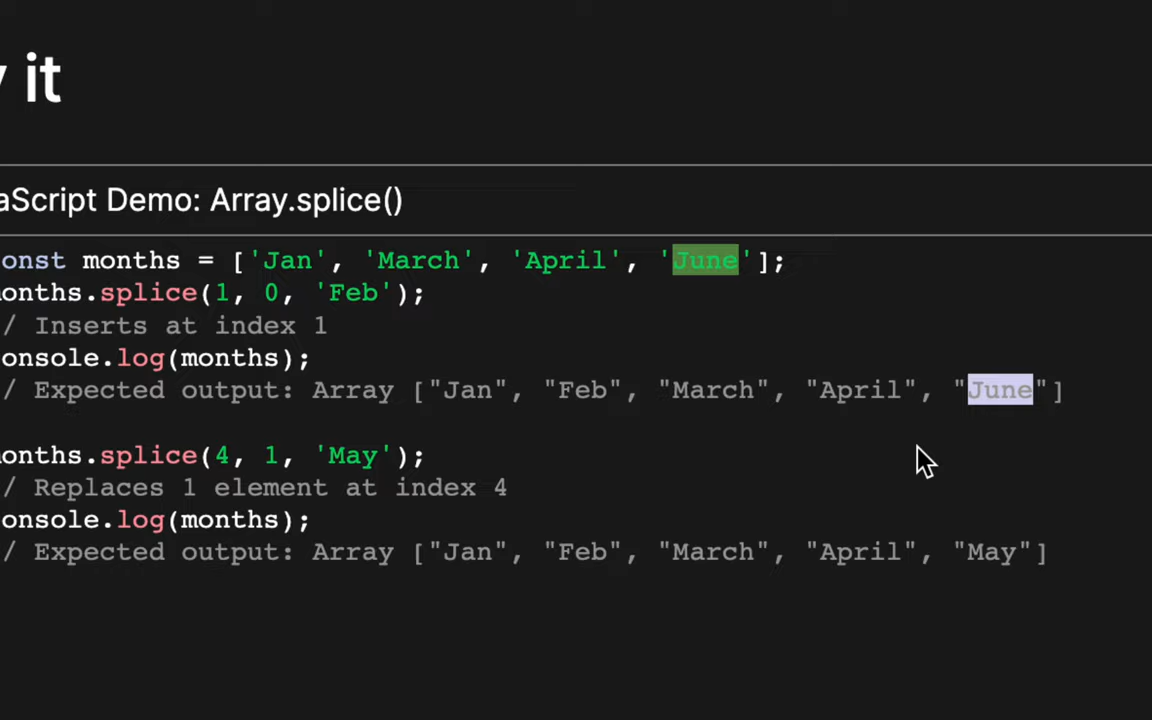 y it
aScript Demo: Array.splice()
onst months = ['Jan', 'March', 'April', 'June'];
onths.splice(1, 0, 'Feb');
/ Inserts at index 1
onsole.log(months);
/ Expected output: Array ["Jan", "Feb", "March", "April", "June"]
onths.splice(4, 1, 'May');
/ Replaces 1 element at index 4
onsole.log(months);
/ Expected output: Array ["Jan", "Feb", "March", "April", "May"]